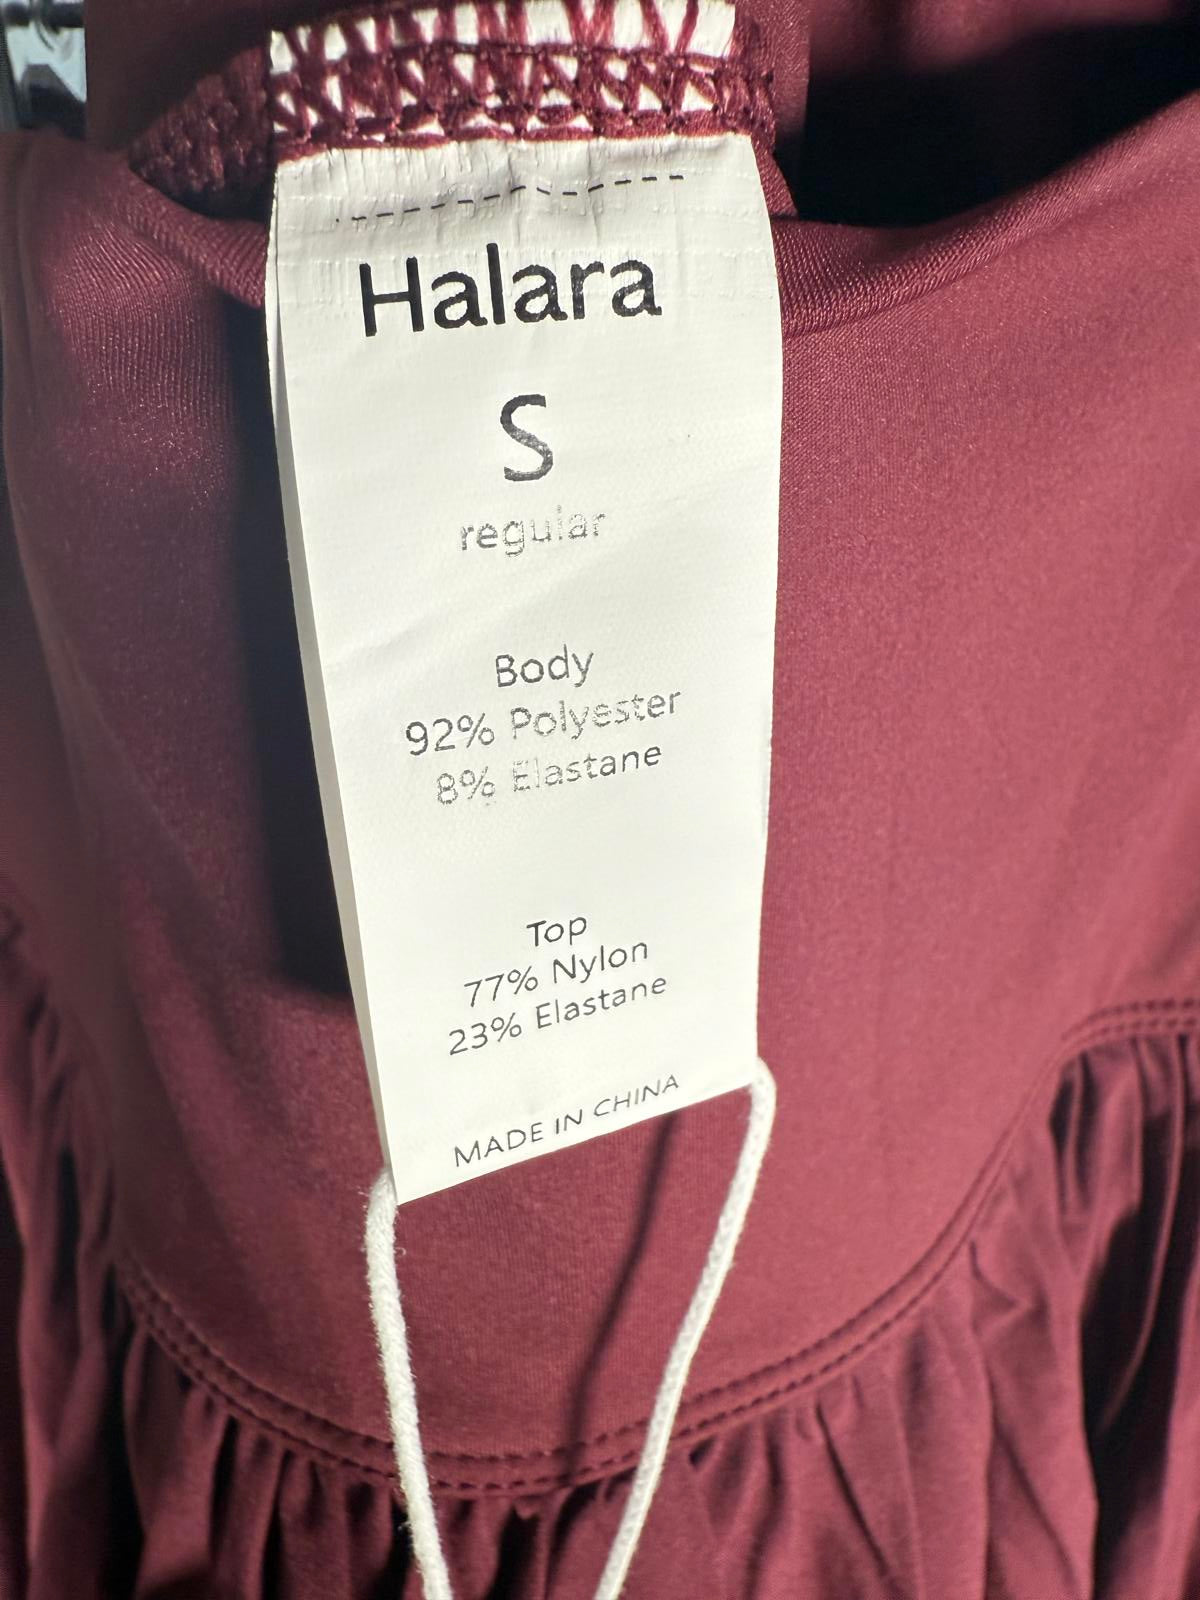 Halara
S
regular
Body
92% Polyester
8% Elastane
Top
77% Nylon
23% Elastane
MADE IN CHINA